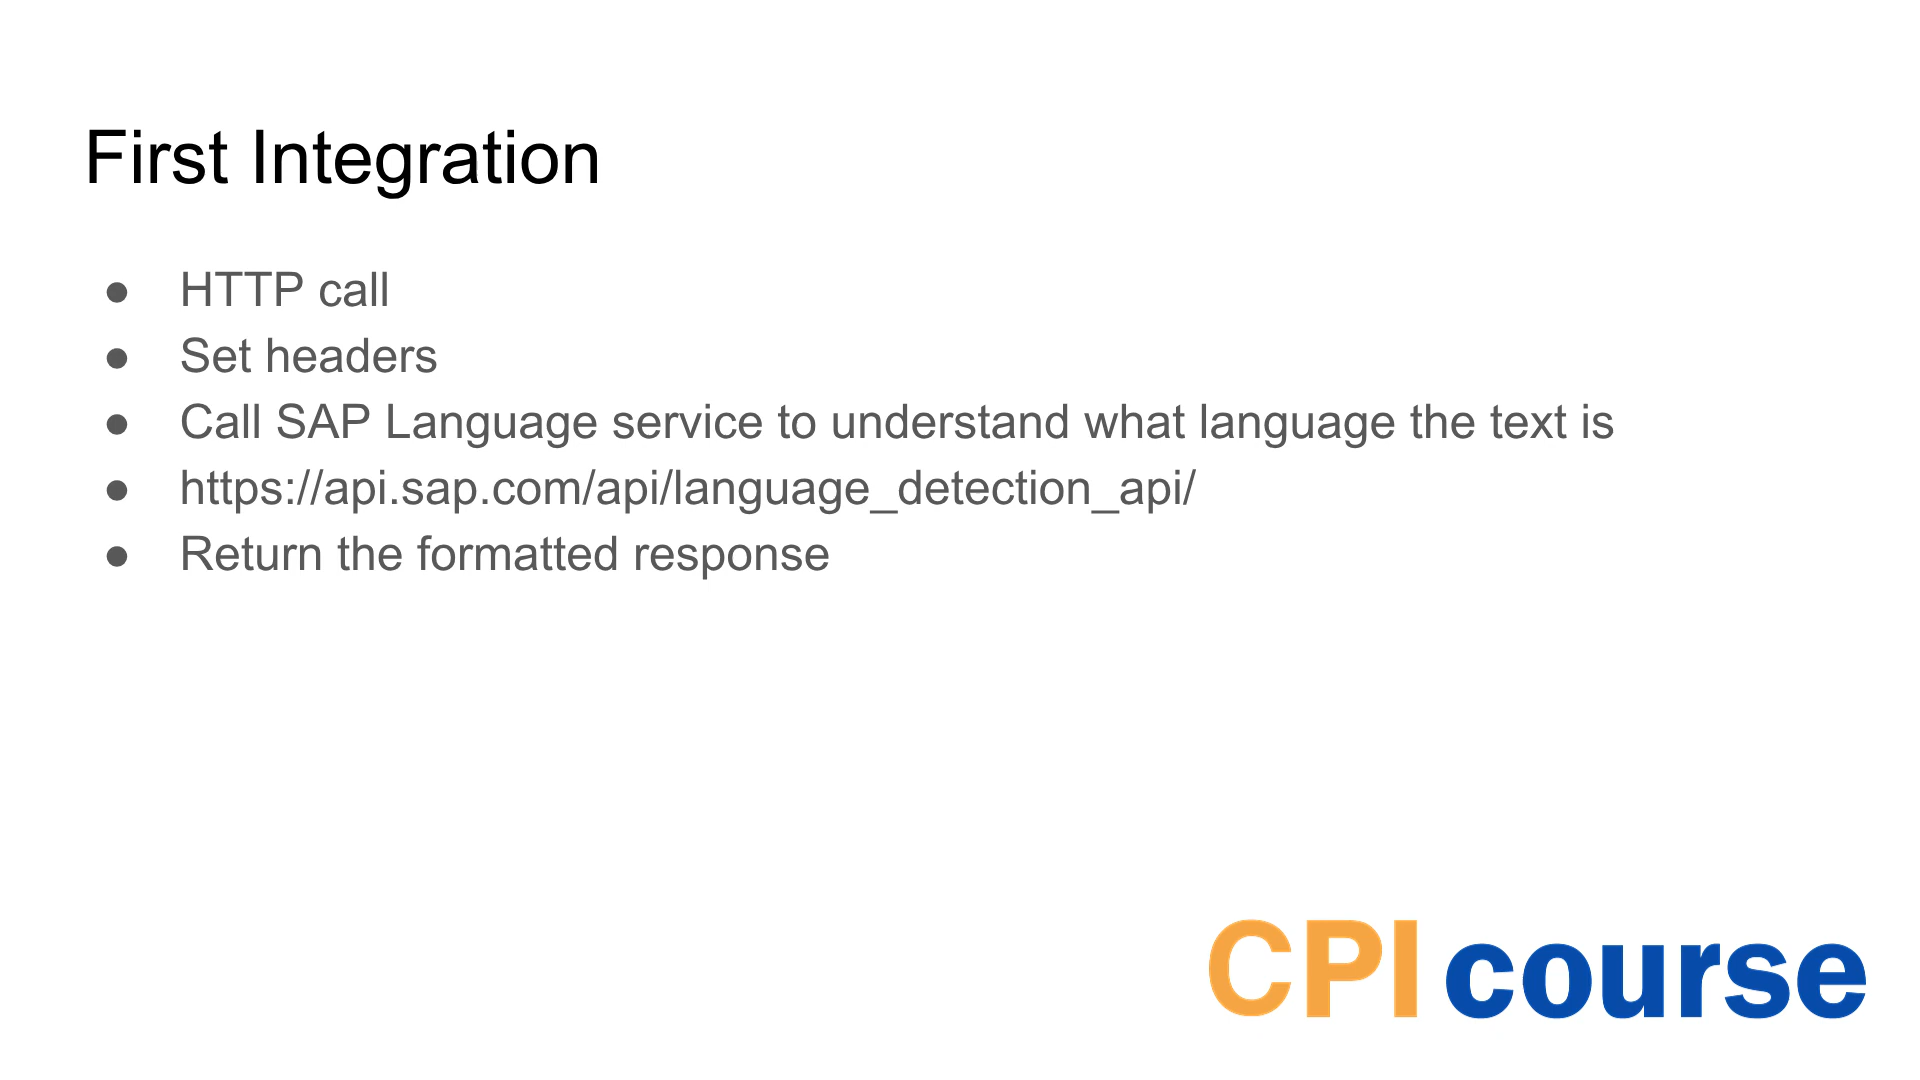 First Integration
● HTTP call
● Set headers
● Call SAP Language service to understand what language the text is
● https://api.sap.com/api/language_detection_api/
● Return the formatted response
CPI course